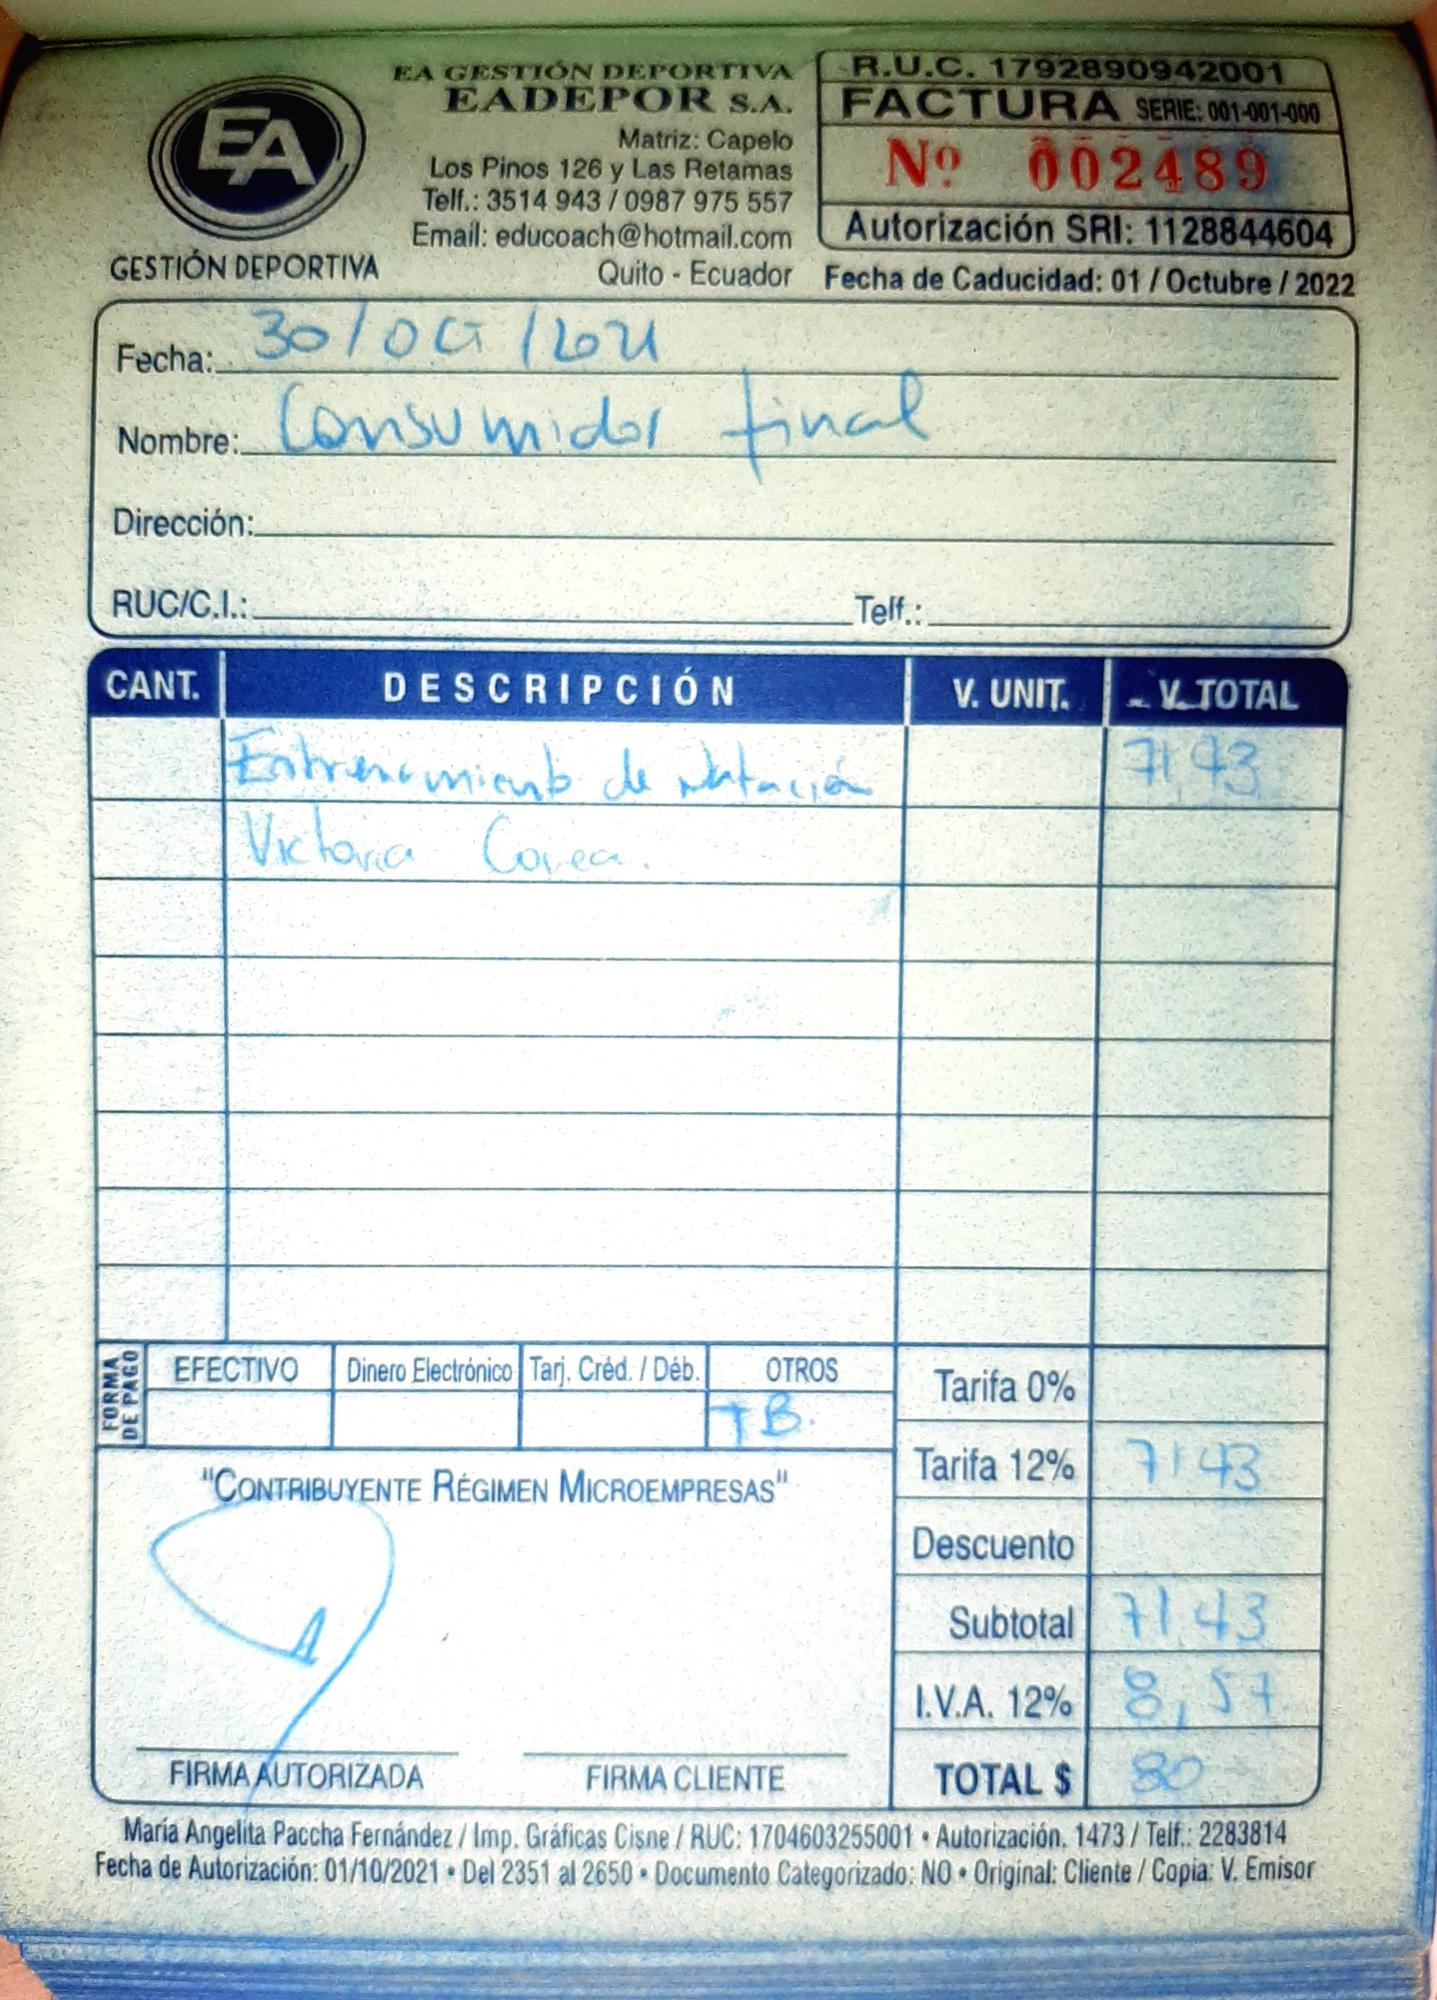 EA
GESTIÓN DEPORTIVA
EA GESTIÓN DEPORTIVA
EADEPOR S.A.
Matriz: Capelo
Los Pinos 126 y Las Retamas
Telf.: 3514 943 / 0987 975 557
Email: educoach@hotmail.com
Quito - Ecuador
R.U.C. 1792890942001
FACTURA SERIE: 001-001-000
Nº 002489
Autorización SRI: 1128844604
Fecha de Caducidad: 01 / Octubre / 2022
Fecha: 30/OCT/2021
Nombre: Consumidor final
Dirección:
RUC/C.I.: Telf.:
CANT. DESCRIPCIÓN V. UNIT. V. TOTAL
Entrenamiento de Natación 71,43
Victoria Correa.
FORMA DE PAGO EFECTIVO Dinero Electrónico Tarj. Créd. / Déb. OTROS
TB.
Tarifa 0%
Tarifa 12% 71,43
Descuento
Subtotal 71,43
I.V.A. 12% 8,57
TOTAL $ 80
"CONTRIBUYENTE RÉGIMEN MICROEMPRESAS"
FIRMA AUTORIZADA FIRMA CLIENTE
María Angelita Paccha Fernández / Imp. Gráficas Cisne / RUC: 1704603255001 • Autorización. 1473 / Telf.: 2283814
Fecha de Autorización: 01/10/2021 • Del 2351 al 2650 • Documento Categorizado: NO • Original: Cliente / Copia: V. Emisor